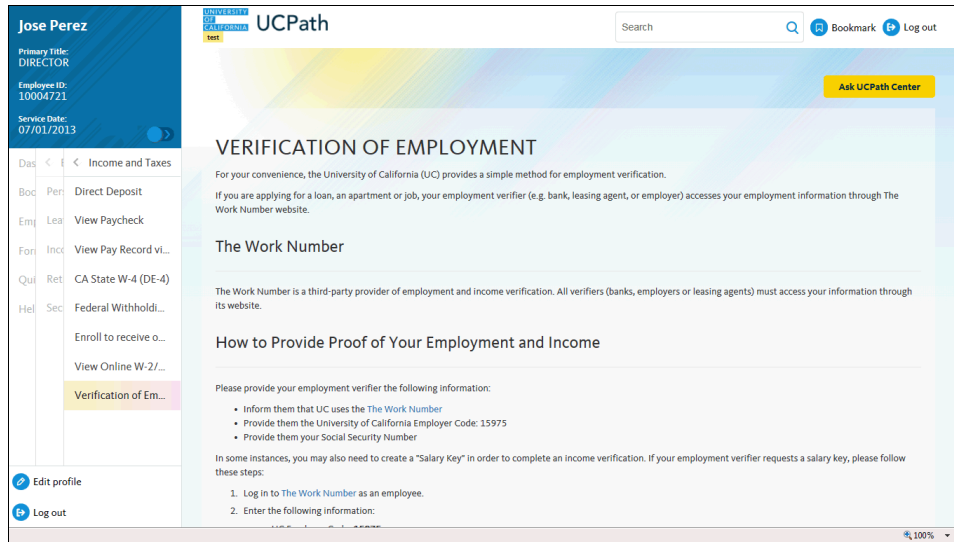 Jose Perez
Primary Title:
DIRECTOR
Employee ID:
10004721
Service Date:
07/01/2013
UNIVERSITY
OF
CALIFORNIA
test
UCPath
Search
Bookmark
Log out
Ask UCPath Center
Das
Boo
Emp
For
Qui
Hel
Per
Lea
Inco
Ret
Sec
Income and Taxes
Direct Deposit
View Paycheck
View Pay Record vi...
CA State W-4 (DE-4)
Federal Withholdi...
Enroll to receive o...
View Online W-2/...
Verification of Em...
Edit profile
Log out
VERIFICATION OF EMPLOYMENT
For your convenience, the University of California (UC) provides a simple method for employment verification.
If you are applying for a loan, an apartment or job, your employment verifier (e.g. bank, leasing agent, or employer) accesses your employment information through The
Work Number website.
The Work Number
The Work Number is a third-party provider of employment and income verification. All verifiers (banks, employers or leasing agents) must access your information through
its website.
How to Provide Proof of Your Employment and Income
Please provide your employment verifier the following information:
• Inform them that UC uses the The Work Number
• Provide them the University of California Employer Code: 15975
• Provide them your Social Security Number
In some instances, you may also need to create a "Salary Key" in order to complete an income verification. If your employment verifier requests a salary key, please follow
these steps:
1. Log in to The Work Number as an employee.
2. Enter the following information:
100%